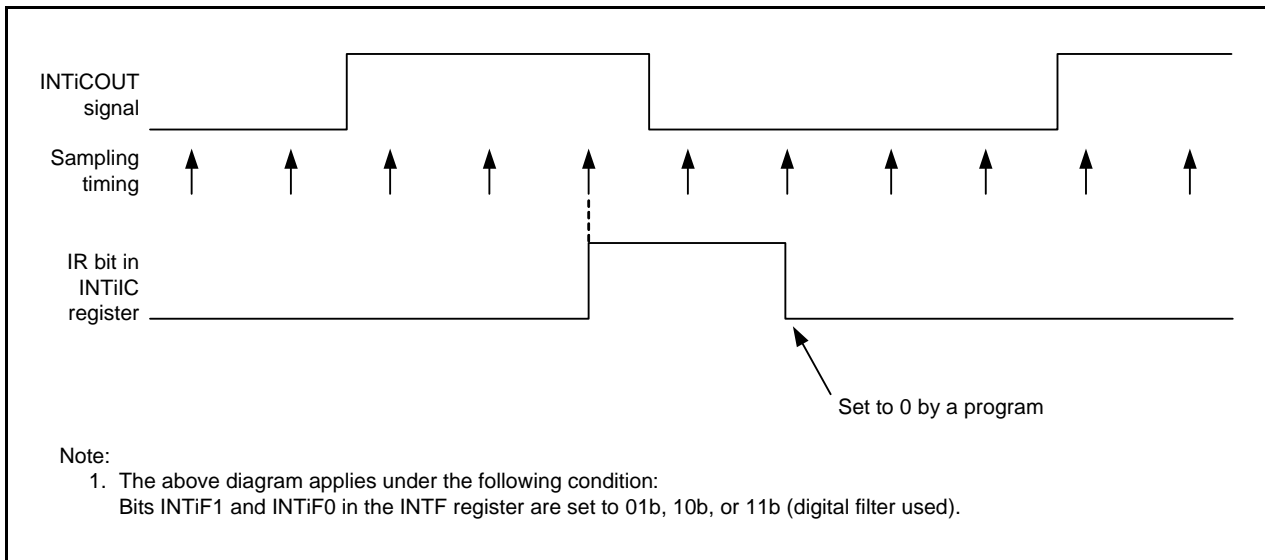 INTiCOUT
signal
Sampling
timing
IR bit in
INTiIC
register
Set to 0 by a program
Note:
1. The above diagram applies under the following condition:
Bits INTiF1 and INTiF0 in the INTF register are set to 01b, 10b, or 11b (digital filter used).